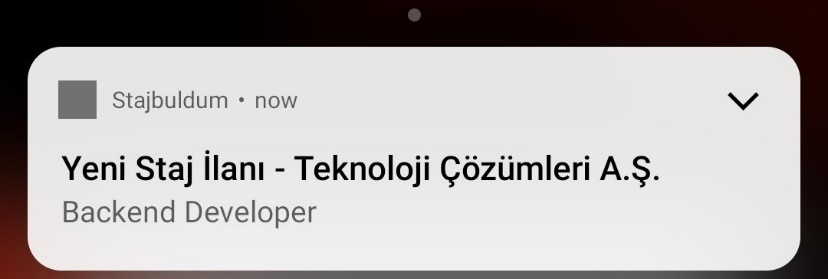 Stajbuldum • now
Yeni Staj İlanı - Teknoloji Çözümleri A.Ş.
Backend Developer